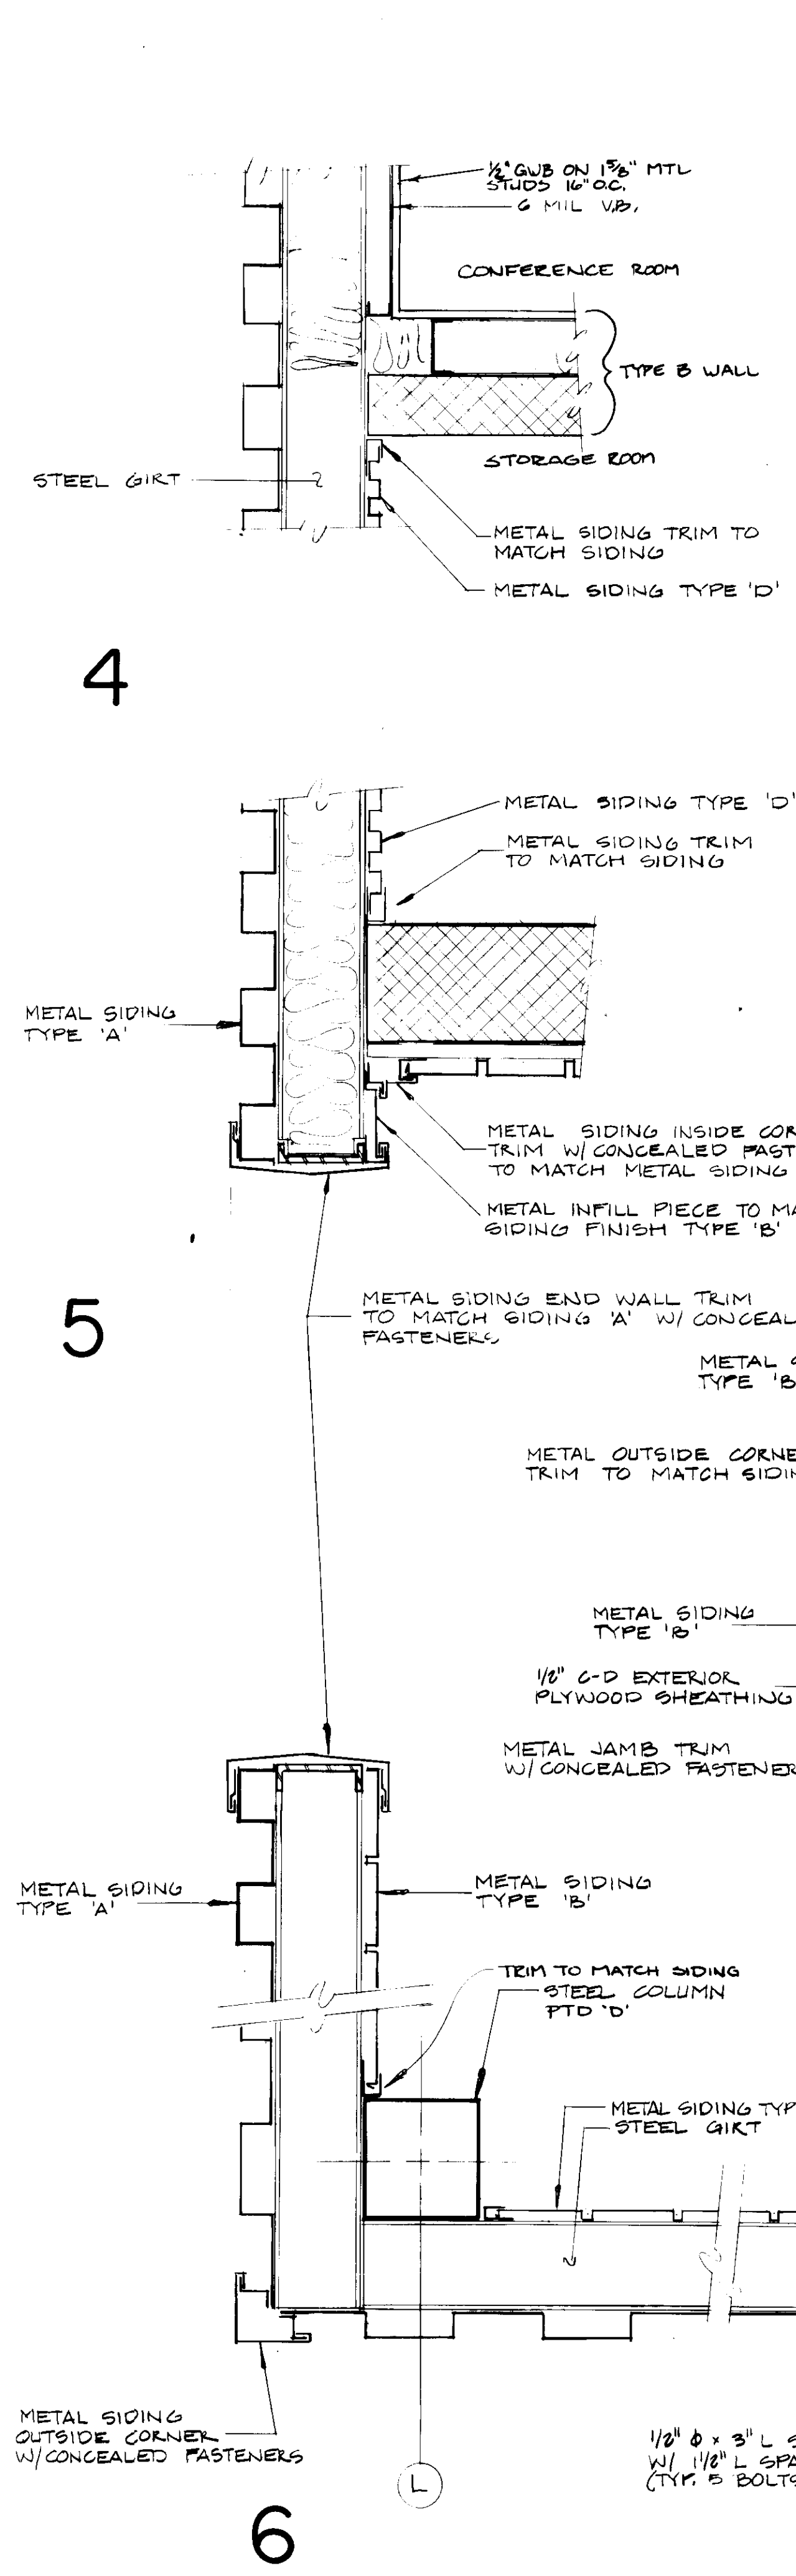 1/2" GWB ON 1 5/8" MTL
STUDS 16" O.C.
6 MIL V.B.
CONFERENCE ROOM
TYPE B WALL
STORAGE ROOM
STEEL GIRT
METAL SIDING TRIM TO
MATCH SIDING
METAL SIDING TYPE 'D'
4
METAL SIDING TYPE 'D'
METAL SIDING TRIM
TO MATCH SIDING
METAL SIDING
TYPE 'A'
METAL SIDING INSIDE COR
TRIM W/ CONCEALED FAST
TO MATCH METAL SIDING
METAL INFILL PIECE TO MA
SIDING FINISH TYPE 'B'
5
METAL SIDING END WALL TRIM
TO MATCH SIDING 'A' W/ CONCEAL
FASTENERS
METAL S
TYPE 'B
METAL OUTSIDE CORNE
TRIM TO MATCH SIDIN
METAL SIDING
TYPE 'B'
1/2" C-D EXTERIOR
PLYWOOD SHEATHING
METAL JAMB TRIM
W/ CONCEALED FASTENER
METAL SIDING
TYPE 'A'
METAL SIDING
TYPE 'B'
TRIM TO MATCH SIDING
STEEL COLUMN
PTD 'D'
METAL SIDING TYP
STEEL GIRT
METAL SIDING
OUTSIDE CORNER
W/ CONCEALED FASTENERS
1/2" Φ x 3" L S
W/ 1 1/2" L SPA
(TYP. 5 BOLTS
L
6